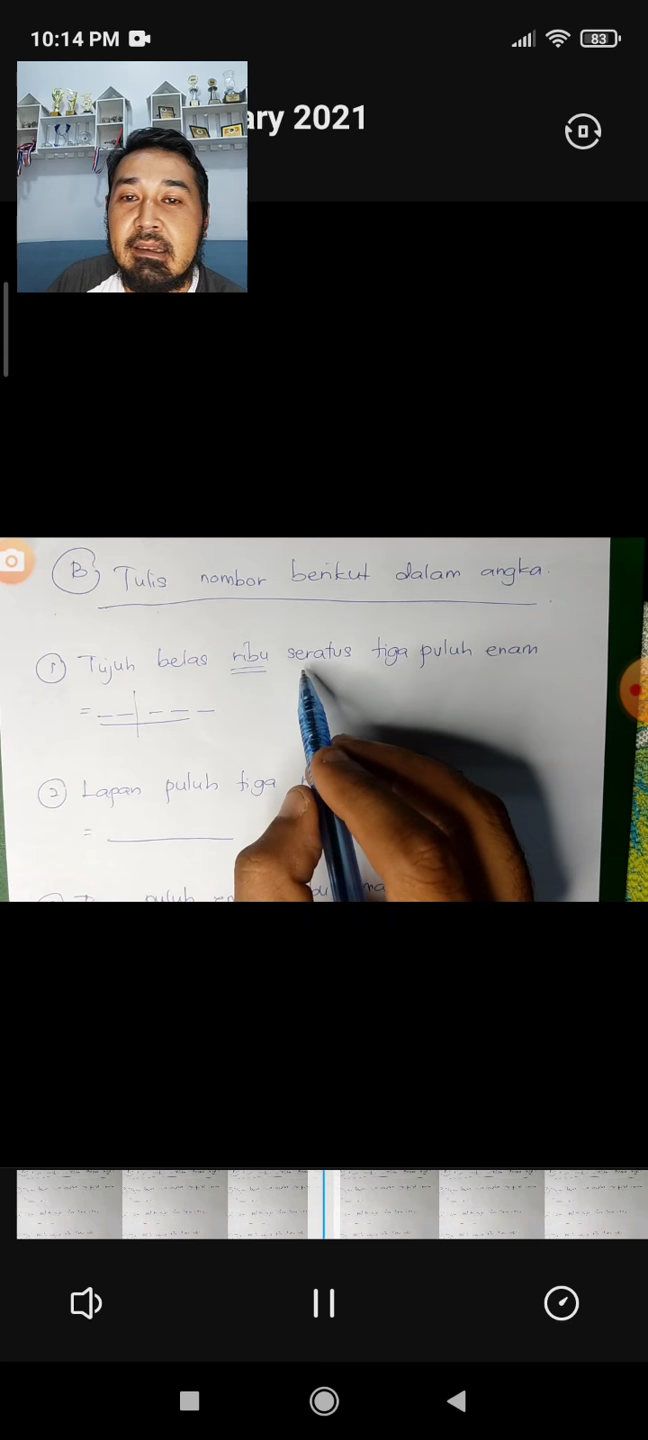 10:14 PM
83
ary 2021
B Tulis nombor berikut dalam angka.
1 Tujuh belas ribu seratus tiga puluh enam
=
2 Lapan puluh tiga
=
puluh